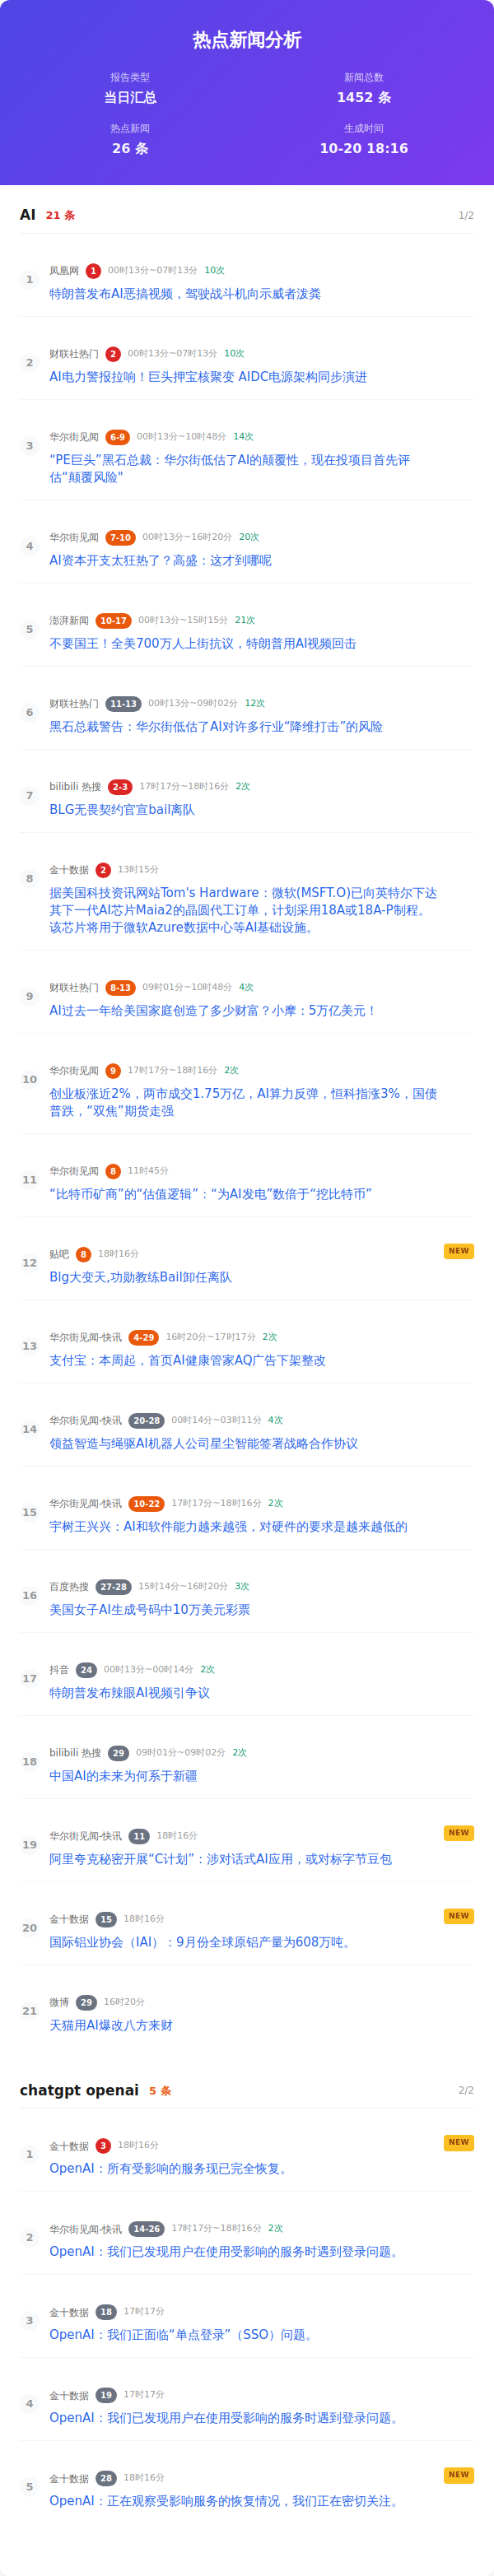 热点新闻分析
报告类型
新闻总数
当日汇总
1452 条
热点新闻
生成时间
26 条
10-20 18:16
AI 21 条 1/2
1
凤凰网 1 00时13分~07时13分 10次
特朗普发布AI恶搞视频，驾驶战斗机向示威者泼粪
2
财联社热门 2 00时13分~07时13分 10次
AI电力警报拉响！巨头押宝核聚变 AIDC电源架构同步演进
3
华尔街见闻 6-9 00时13分~10时48分 14次
“PE巨头”黑石总裁：华尔街低估了AI的颠覆性，现在投项目首先评
估“颠覆风险"
4
华尔街见闻 7-10 00时13分~16时20分 20次
AI资本开支太狂热了？高盛：这才到哪呢
5
澎湃新闻 10-17 00时13分~15时15分 21次
不要国王！全美700万人上街抗议，特朗普用AI视频回击
6
财联社热门 11-13 00时13分~09时02分 12次
黑石总裁警告：华尔街低估了AI对许多行业“降维打击”的风险
7
bilibili 热搜 2-3 17时17分~18时16分 2次
BLG无畏契约官宣bail离队
8
金十数据 2 13时15分
据美国科技资讯网站Tom's Hardware：微软(MSFT.O)已向英特尔下达
其下一代AI芯片Maia2的晶圆代工订单，计划采用18A或18A-P制程。
该芯片将用于微软Azure数据中心等AI基础设施。
9
财联社热门 8-13 09时01分~10时48分 4次
AI过去一年给美国家庭创造了多少财富？小摩：5万亿美元！
10
华尔街见闻 9 17时17分~18时16分 2次
创业板涨近2%，两市成交1.75万亿，AI算力反弹，恒科指涨3%，国债
普跌，“双焦”期货走强
11
华尔街见闻 8 11时45分
“比特币矿商”的“估值逻辑”：“为AI发电”数倍于“挖比特币”
12
贴吧 8 18时16分 NEW
Blg大变天,功勋教练Bail卸任离队
13
华尔街见闻-快讯 4-29 16时20分~17时17分 2次
支付宝：本周起，首页AI健康管家AQ广告下架整改
14
华尔街见闻-快讯 20-28 00时14分~03时11分 4次
领益智造与绳驱AI机器人公司星尘智能签署战略合作协议
15
华尔街见闻-快讯 10-22 17时17分~18时16分 2次
宇树王兴兴：AI和软件能力越来越强，对硬件的要求是越来越低的
16
百度热搜 27-28 15时14分~16时20分 3次
美国女子AI生成号码中10万美元彩票
17
抖音 24 00时13分~00时14分 2次
特朗普发布辣眼AI视频引争议
18
bilibili 热搜 29 09时01分~09时02分 2次
中国AI的未来为何系于新疆
19
华尔街见闻-快讯 11 18时16分 NEW
阿里夸克秘密开展“C计划”：涉对话式AI应用，或对标字节豆包
20
金十数据 15 18时16分 NEW
国际铝业协会（IAI）：9月份全球原铝产量为608万吨。
21
微博 29 16时20分
天猫用AI爆改八方来财
chatgpt openai 5 条 2/2
1
金十数据 3 18时16分 NEW
OpenAI：所有受影响的服务现已完全恢复。
2
华尔街见闻-快讯 14-26 17时17分~18时16分 2次
OpenAI：我们已发现用户在使用受影响的服务时遇到登录问题。
3
金十数据 18 17时17分
OpenAI：我们正面临“单点登录”（SSO）问题。
4
金十数据 19 17时17分
OpenAI：我们已发现用户在使用受影响的服务时遇到登录问题。
5
金十数据 28 18时16分 NEW
OpenAI：正在观察受影响服务的恢复情况，我们正在密切关注。